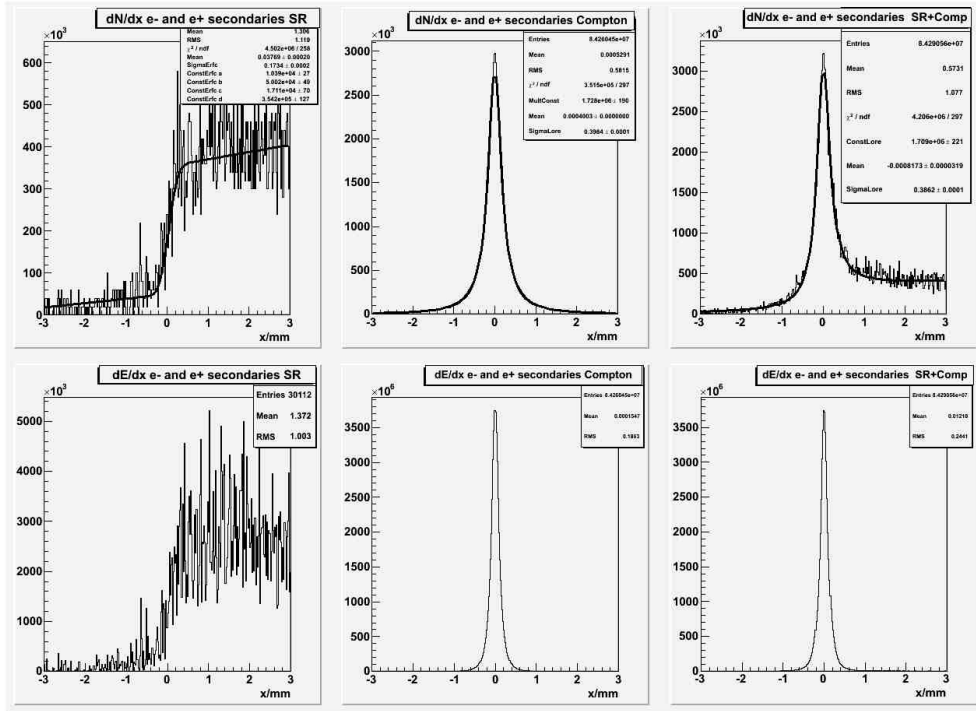 dN/dx e- and e+ secondaries SR
Mean 1.306
RMS 1.119
χ² / ndf 4.502e+06 / 258
Mean 0.03769 ± 0.00020
SigmaErfc 0.1734 ± 0.0002
ConstErfc a 1.039e+04 ± 27
ConstErfc b 5.002e+04 ± 49
ConstErfc c 1.711e+04 ± 70
ConstErfc d 3.542e+05 ± 127
×10³
600
500
400
300
200
100
0
-3 -2 -1 0 1 2 3
x/mm
dN/dx e- and e+ secondaries Compton
Entries 8.426045e+07
Mean 0.0005291
RMS 0.5815
χ² / ndf 3.515e+05 / 297
MultConst 1.728e+06 ± 190
Mean 0.0004003 ± 0.0000000
SigmaLore 0.3984 ± 0.0001
×10³
3000
2500
2000
1500
1000
500
0
-3 -2 -1 0 1 2 3
x/mm
dN/dx e- and e+ secondaries SR+Comp
Entries 8.429056e+07
Mean 0.5731
RMS 1.077
χ² / ndf 4.206e+06 / 297
ConstLore 1.709e+06 ± 221
Mean -0.0008173 ± 0.0000319
SigmaLore 0.3862 ± 0.0001
×10³
3000
2500
2000
1500
1000
500
0
-3 -2 -1 0 1 2 3
x/mm
dE/dx e- and e+ secondaries SR
Entries 30112
Mean 1.372
RMS 1.003
×10³
5000
4000
3000
2000
1000
0
-3 -2 -1 0 1 2 3
x/mm
dE/dx e- and e+ secondaries Compton
Entries 8.426045e+07
Mean 0.0001547
RMS
×10⁶
3500
3000
2500
2000
1500
1000
500
0
-3 -2 -1 0 1 2 3
x/mm
dE/dx e- and e+ secondaries SR+Comp
Entries 8.429056e+07
Mean 0.01210
RMS 0.2441
×10⁶
3500
3000
2500
2000
1500
1000
500
0
-3 -2 -1 0 1 2 3
x/mm